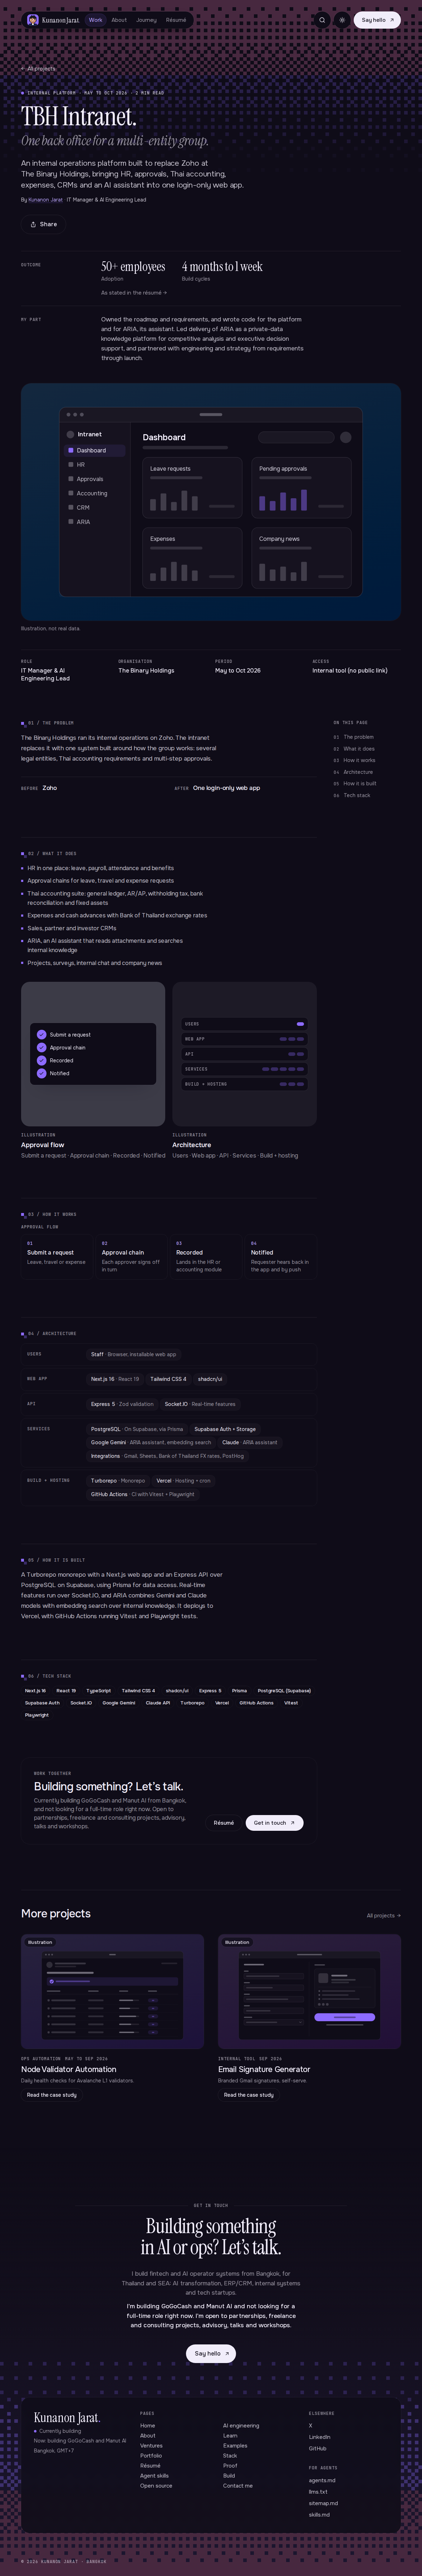 Kunanon Jarat.
Work
About
Journey
Résumé
Say hello ↗
← All projects
INTERNAL PLATFORM · MAY TO OCT 2026 · 2 MIN READ
TBH Intranet.
One back office for a multi-entity group.
An internal operations platform built to replace Zoho at
The Binary Holdings, bringing HR, approvals, Thai accounting,
expenses, CRMs and an AI assistant into one login-only web app.
By Kunanon Jarat · IT Manager & AI Engineering Lead
Share
OUTCOME
50+ employees
Adoption
4 months to 1 week
Build cycles
As stated in the résumé →
MY PART
Owned the roadmap and requirements, and wrote code for the platform
and for ARIA, its assistant. Led delivery of ARIA as a private-data
knowledge platform for competitive analysis and executive decision
support, and partnered with engineering and strategy from requirements
through launch.
Intranet
Dashboard
HR
Approvals
Accounting
CRM
ARIA
Dashboard
Leave requests
Pending approvals
Expenses
Company news
Illustration, not real data.
ROLE
IT Manager & AI
Engineering Lead
ORGANISATION
The Binary Holdings
PERIOD
May to Oct 2026
ACCESS
Internal tool (no public link)
01 / THE PROBLEM
The Binary Holdings ran its internal operations on Zoho. The intranet
replaces it with one system built around how the group works: several
legal entities, Thai accounting requirements and multi-step approvals.
BEFORE Zoho
AFTER One login-only web app
ON THIS PAGE
01 The problem
02 What it does
03 How it works
04 Architecture
05 How it is built
06 Tech stack
02 / WHAT IT DOES
HR in one place: leave, payroll, attendance and benefits
Approval chains for leave, travel and expense requests
Thai accounting suite: general ledger, AR/AP, withholding tax, bank
reconciliation and fixed assets
Expenses and cash advances with Bank of Thailand exchange rates
Sales, partner and investor CRMs
ARIA, an AI assistant that reads attachments and searches
internal knowledge
Projects, surveys, internal chat and company news
Submit a request
Approval chain
Recorded
Notified
USERS
WEB APP
API
SERVICES
BUILD + HOSTING
ILLUSTRATION
Approval flow
Submit a request · Approval chain · Recorded · Notified
ILLUSTRATION
Architecture
Users · Web app · API · Services · Build + hosting
03 / HOW IT WORKS
APPROVAL FLOW
01
Submit a request
Leave, travel or expense
02
Approval chain
Each approver signs off
in turn
03
Recorded
Lands in the HR or
accounting module
04
Notified
Requester hears back in
the app and by push
04 / ARCHITECTURE
USERS
Staff · Browser, installable web app
WEB APP
Next.js 16 · React 19
Tailwind CSS 4
shadcn/ui
API
Express 5 · Zod validation
Socket.IO · Real-time features
SERVICES
PostgreSQL · On Supabase, via Prisma
Supabase Auth + Storage
Google Gemini · ARIA assistant, embedding search
Claude · ARIA assistant
Integrations · Gmail, Sheets, Bank of Thailand FX rates, PostHog
BUILD + HOSTING
Turborepo · Monorepo
Vercel · Hosting + cron
GitHub Actions · CI with Vitest + Playwright
05 / HOW IT IS BUILT
A Turborepo monorepo with a Next.js web app and an Express API over
PostgreSQL on Supabase, using Prisma for data access. Real-time
features run over Socket.IO, and ARIA combines Gemini and Claude
models with embedding search over internal knowledge. It deploys to
Vercel, with GitHub Actions running Vitest and Playwright tests.
06 / TECH STACK
Next.js 16
React 19
TypeScript
Tailwind CSS 4
shadcn/ui
Express 5
Prisma
PostgreSQL (Supabase)
Supabase Auth
Socket.IO
Google Gemini
Claude API
Turborepo
Vercel
GitHub Actions
Vitest
Playwright
WORK TOGETHER
Building something? Let's talk.
Currently building GoGoCash and Manut AI from Bangkok,
and not looking for a full-time role right now. Open to
partnerships, freelance and consulting projects, advisory,
talks and workshops.
Résumé
Get in touch ↗
More projects
All projects →
Illustration
OPS AUTOMATION MAY TO SEP 2026
Node Validator Automation
Daily health checks for Avalanche L1 validators.
Read the case study
Illustration
INTERNAL TOOL SEP 2026
Email Signature Generator
Branded Gmail signatures, self-serve.
Read the case study
GET IN TOUCH
Building something
in AI or ops? Let's talk.
I build fintech and AI operator systems from Bangkok, for
Thailand and SEA: AI transformation, ERP/CRM, internal systems
and tech startups.
I'm building GoGoCash and Manut AI and not looking for a
full-time role right now. I'm open to partnerships, freelance
and consulting projects, advisory, talks and workshops.
Say hello ↗
Kunanon Jarat.
Currently building
Now: building GoGoCash and Manut AI
Bangkok, GMT+7
PAGES
Home
About
Ventures
Portfolio
Résumé
Agent skills
Open source
AI engineering
Learn
Examples
Stack
Proof
Build
Contact me
ELSEWHERE
X
LinkedIn
GitHub
FOR AGENTS
agents.md
llms.txt
sitemap.md
skills.md
© 2026 KUNANON JARAT · BANGKOK